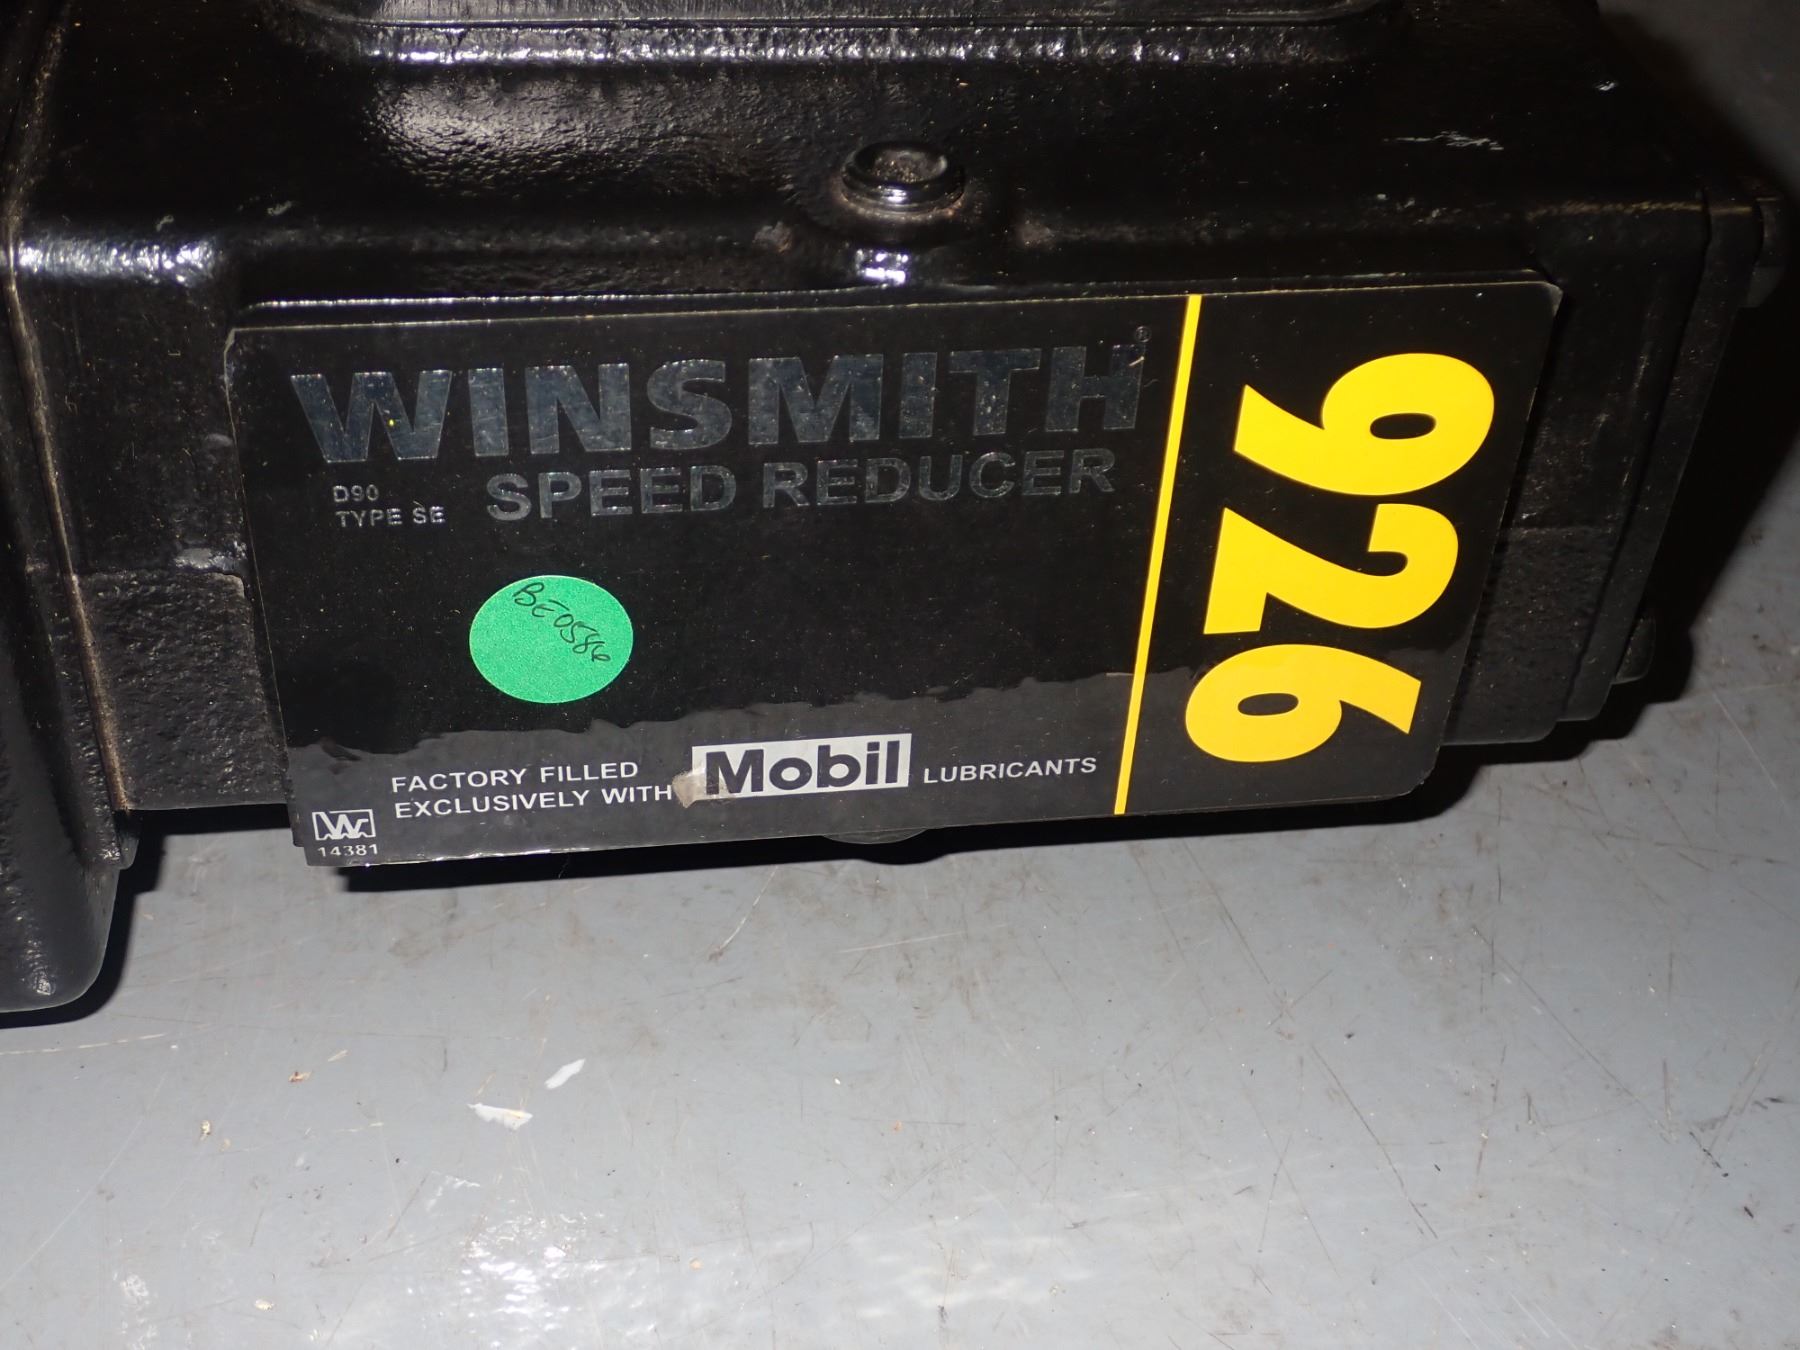 WINSMITH®
D90
TYPE SE
SPEED REDUCER
926
BE0586
FACTORY FILLED
EXCLUSIVELY WITH
Mobil LUBRICANTS
14381